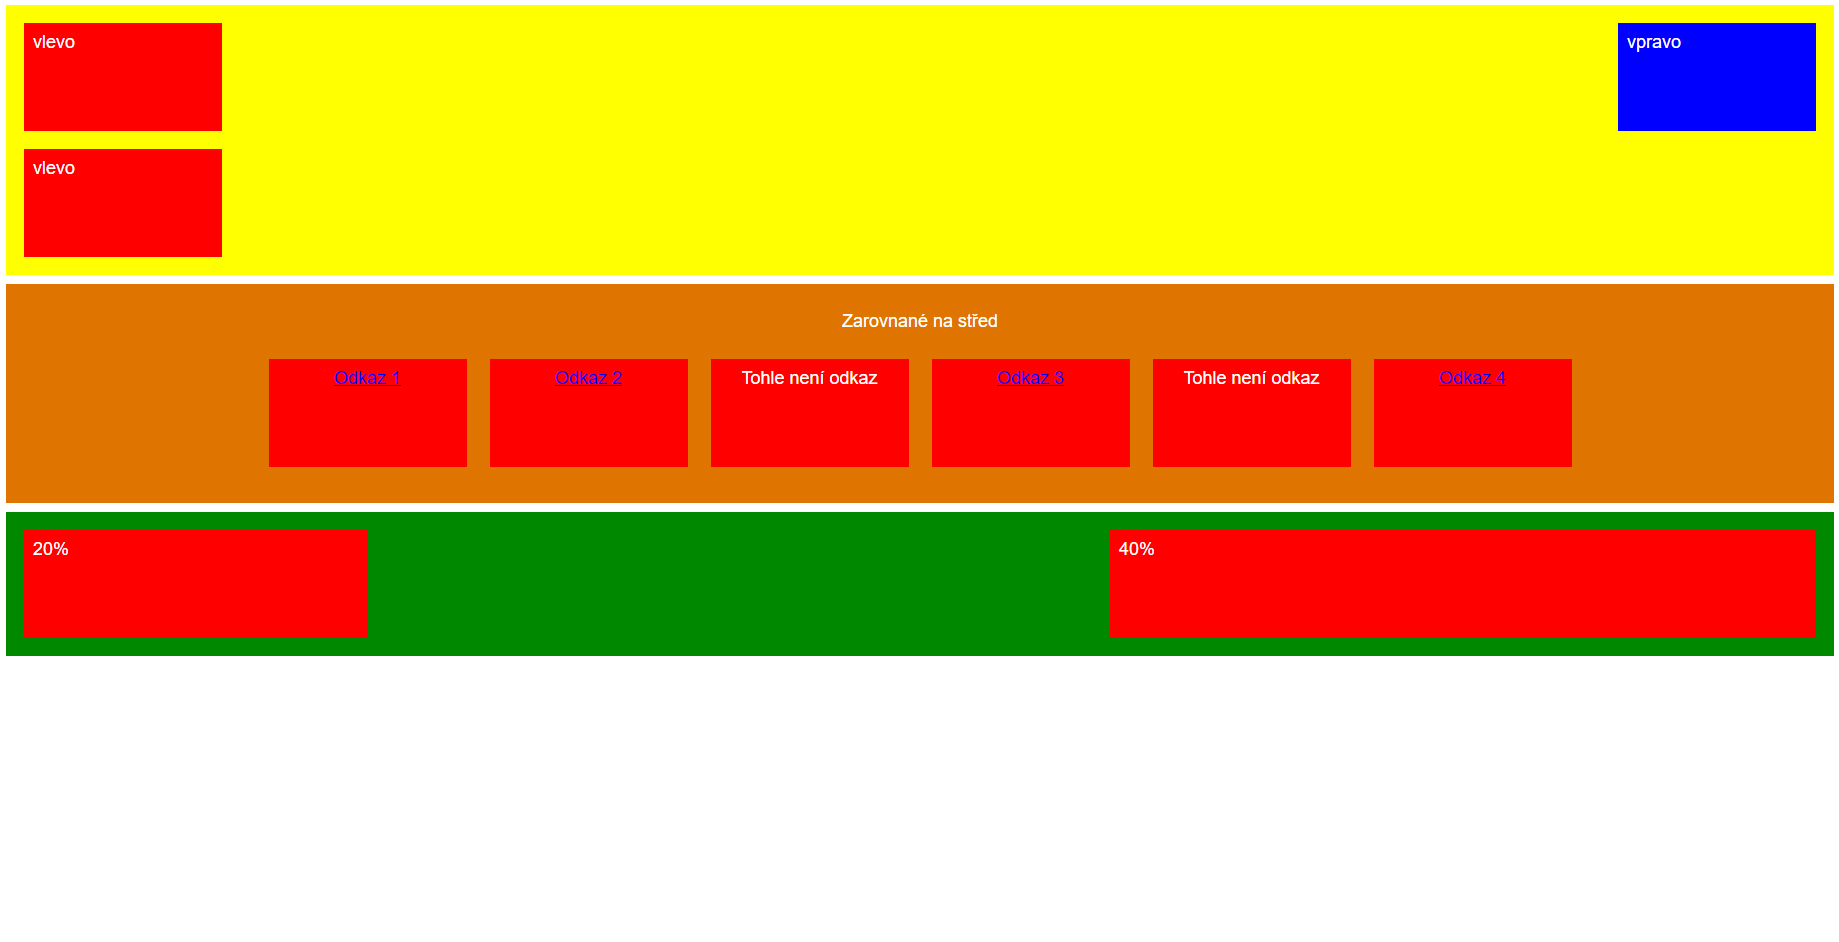 vlevo
vpravo
vlevo
Zarovnané na střed
Odkaz 1
Odkaz 2
Tohle není odkaz
Odkaz 3
Tohle není odkaz
Odkaz 4
20%
40%